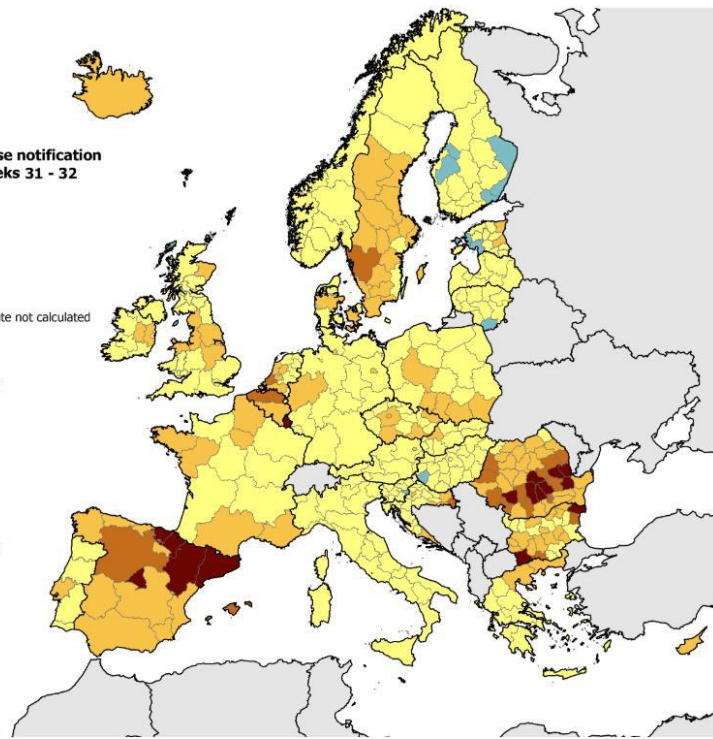 se notification
eks 31 - 32
te not calculated